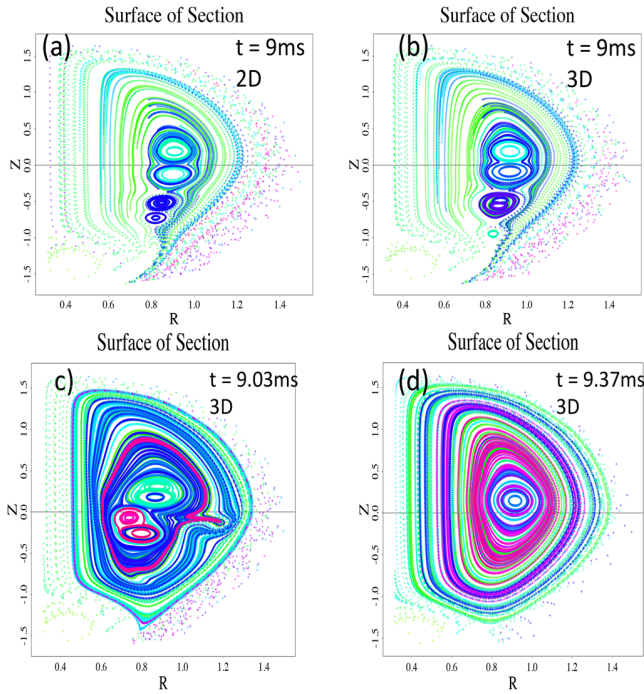 Surface of Section
Surface of Section
(a)
t = 9ms
2D
(b)
t = 9ms
3D
1.5
1.0
0.5
0.0
-0.5
-1.0
-1.5
Z
1.5
1.0
0.5
0.0
-0.5
-1.0
-1.5
Z
0.4 0.6 0.8 1.0 1.2 1.4
0.4 0.6 0.8 1.0 1.2 1.4
R
R
Surface of Section
Surface of Section
c)
t = 9.03ms
3D
(d)
t = 9.37ms
3D
1.5
1.0
0.5
0.0
-0.5
-1.0
-1.5
Z
1.5
1.0
0.5
0.0
-0.5
-1.0
-1.5
Z
0.4 0.6 0.8 1.0 1.2 1.4
0.4 0.6 0.8 1.0 1.2 1.4
R
R